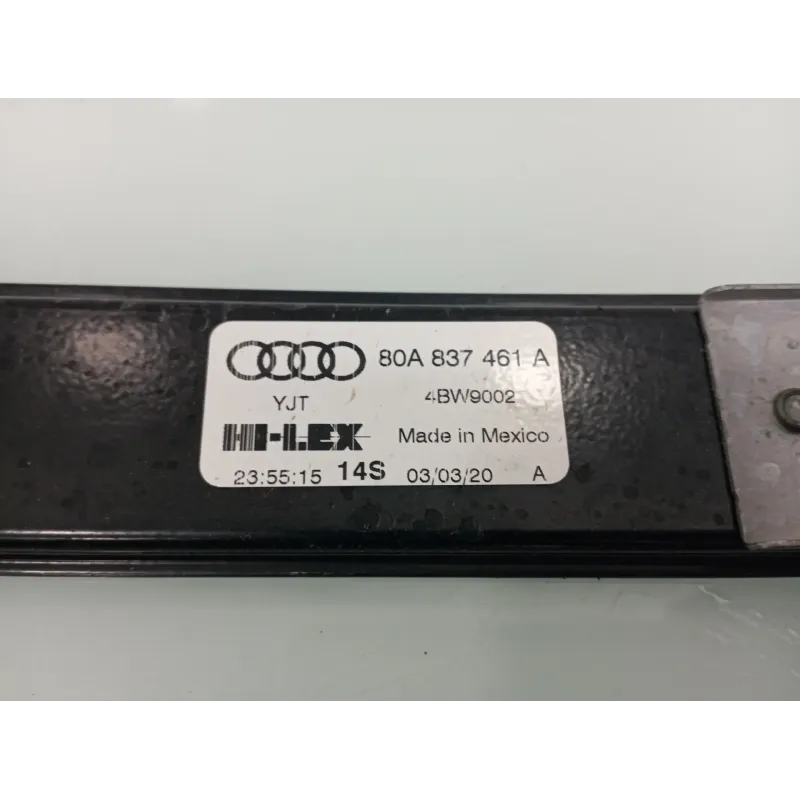 80A 837 461 A
YJT 4BW9002
HI-LEX Made in Mexico
23:55:15 14S 03/03/20 A